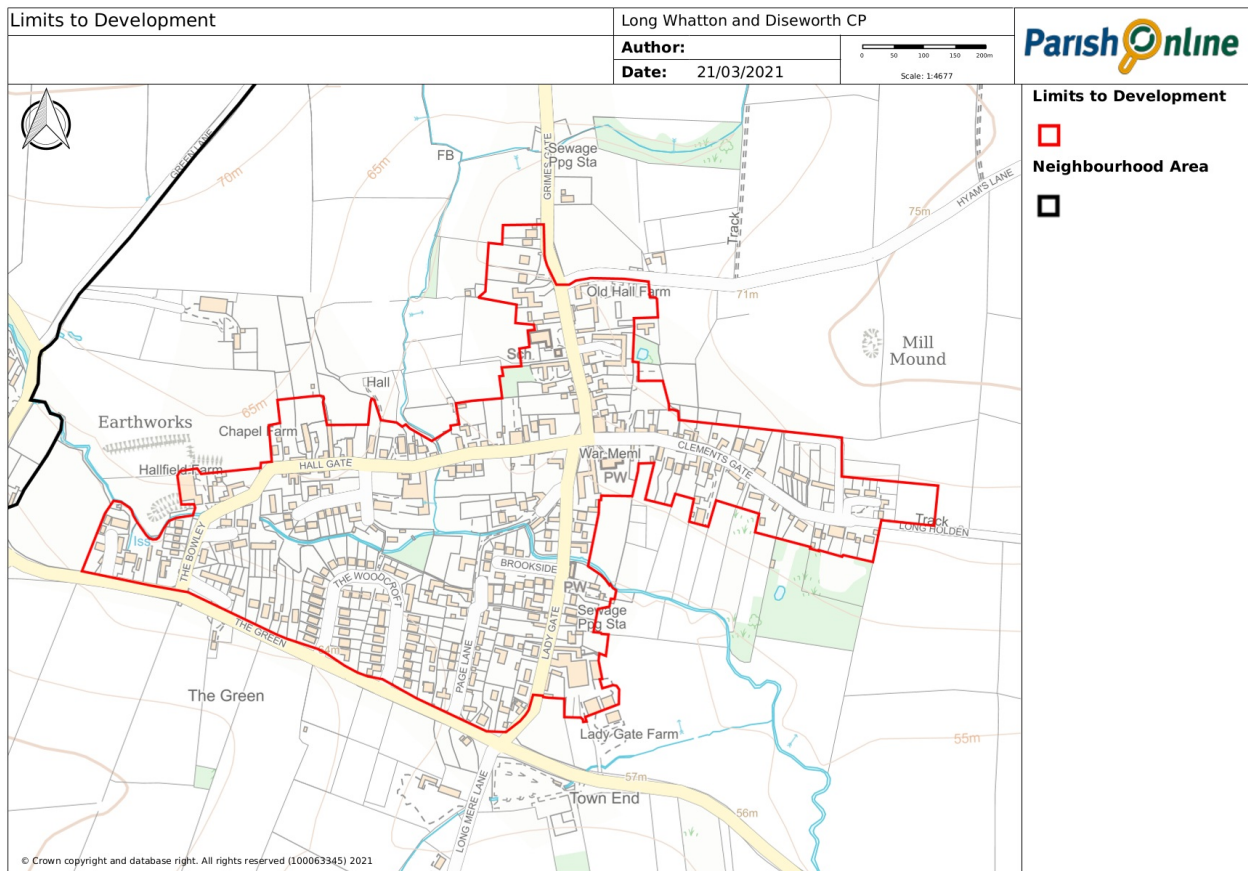 Limits to Development
Long Whatton and Diseworth CP
Author:
Date: 21/03/2021
0 50 100 150 200m
Scale: 1:4677
Parish Online
Limits to Development
Neighbourhood Area
GREEN LANE
70m
65m
FB
GRIMES GATE
Sewage
Ppg Sta
Track
HYAM'S LANE
75m
71m
Old Hall Farm
Mill
Mound
Sch
Hall
65m
Earthworks
Chapel Farm
Hallfield Farm
HALL GATE
War Meml
PW
CLEMENTS GATE
Track
LONG HOLDEN
Iss
THE BOWLEY
THE WOOCROFT
BROOKSIDE
PW
Sewage
Ppg Sta
LADY GATE
PAGE LANE
THE GREEN
The Green
Lady Gate Farm
55m
57m
Town End
56m
LONG MERE LANE
© Crown copyright and database right. All rights reserved (100063345) 2021